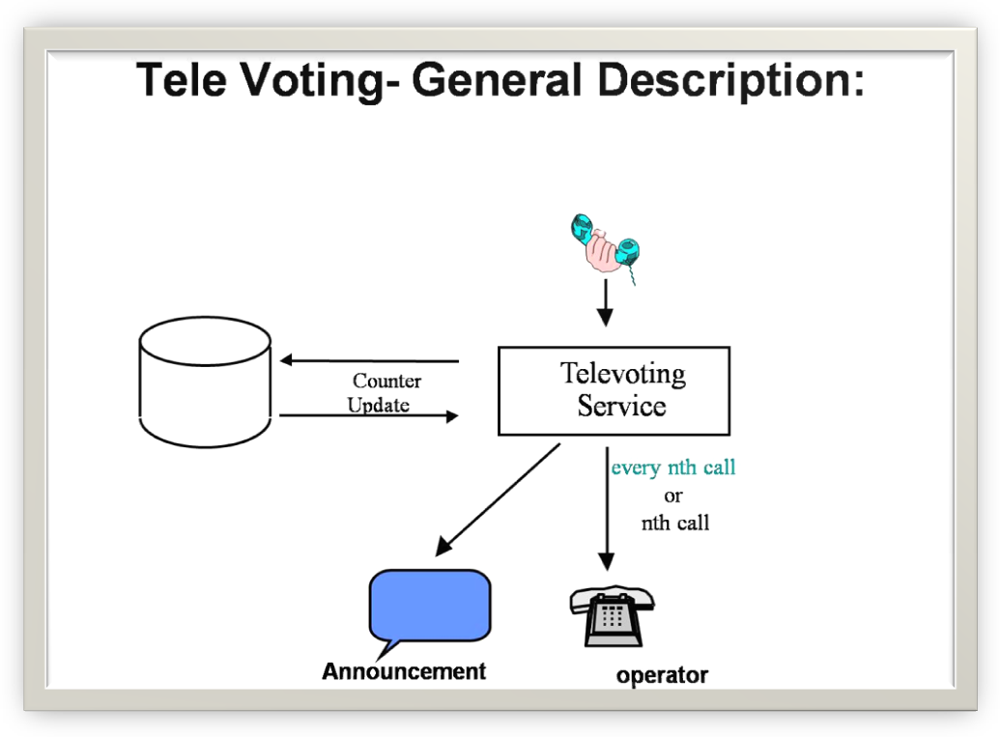 Tele Voting- General Description:
Counter
Update
Televoting
Service
every nth call
or
nth call
Announcement
operator